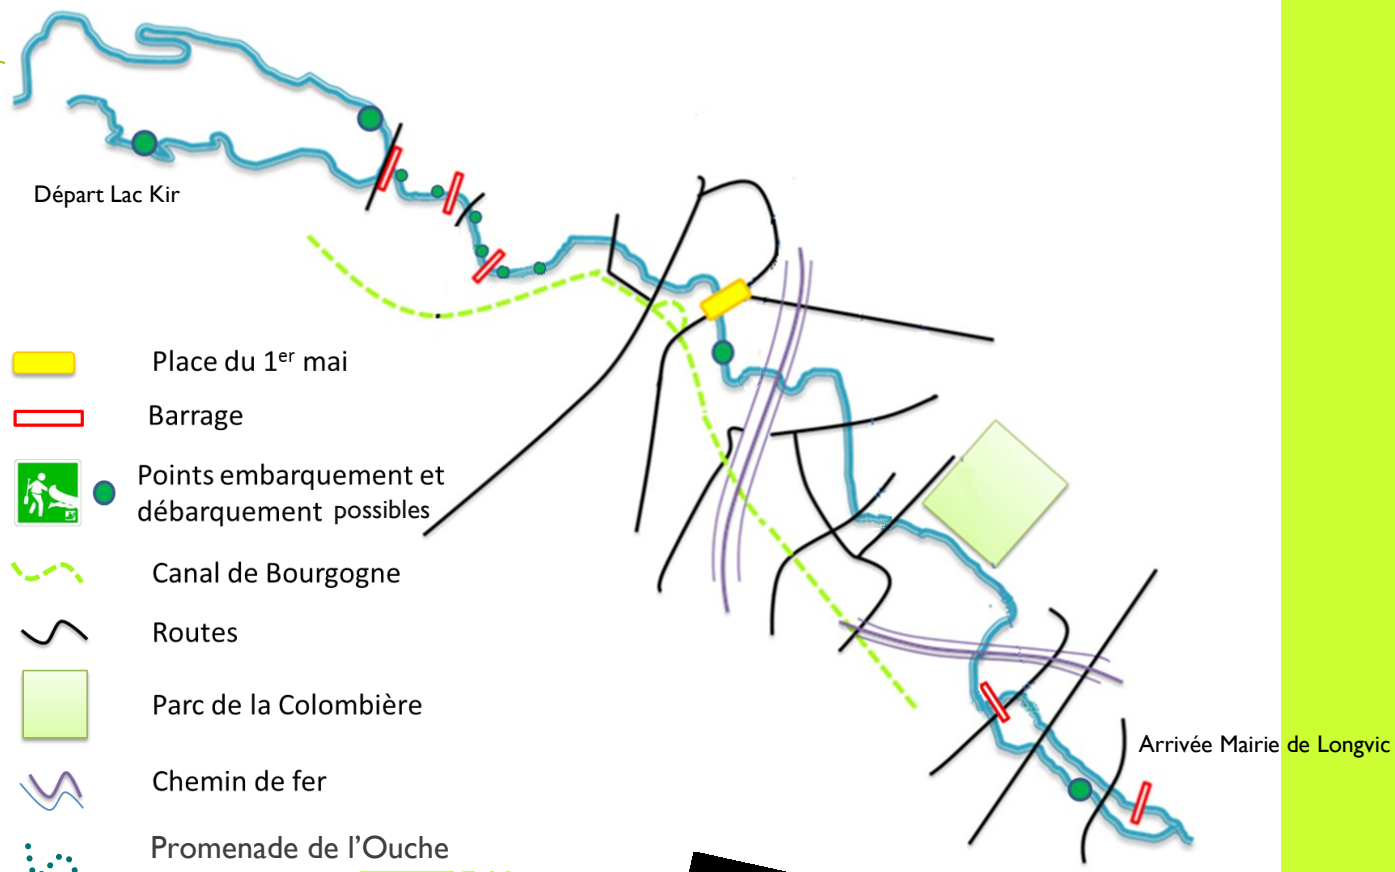 Départ Lac Kir
Place du 1er mai
Barrage
Points embarquement et
débarquement possibles
Canal de Bourgogne
Routes
Parc de la Colombière
Arrivée Mairie de Longvic
Chemin de fer
Promenade de l'Ouche